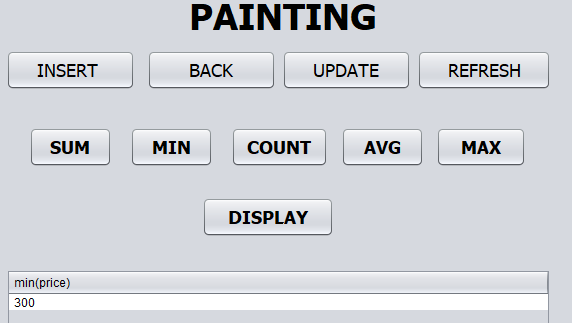 PAINTING
INSERT BACK UPDATE REFRESH
SUM MIN COUNT AVG MAX
DISPLAY
min(price)
300